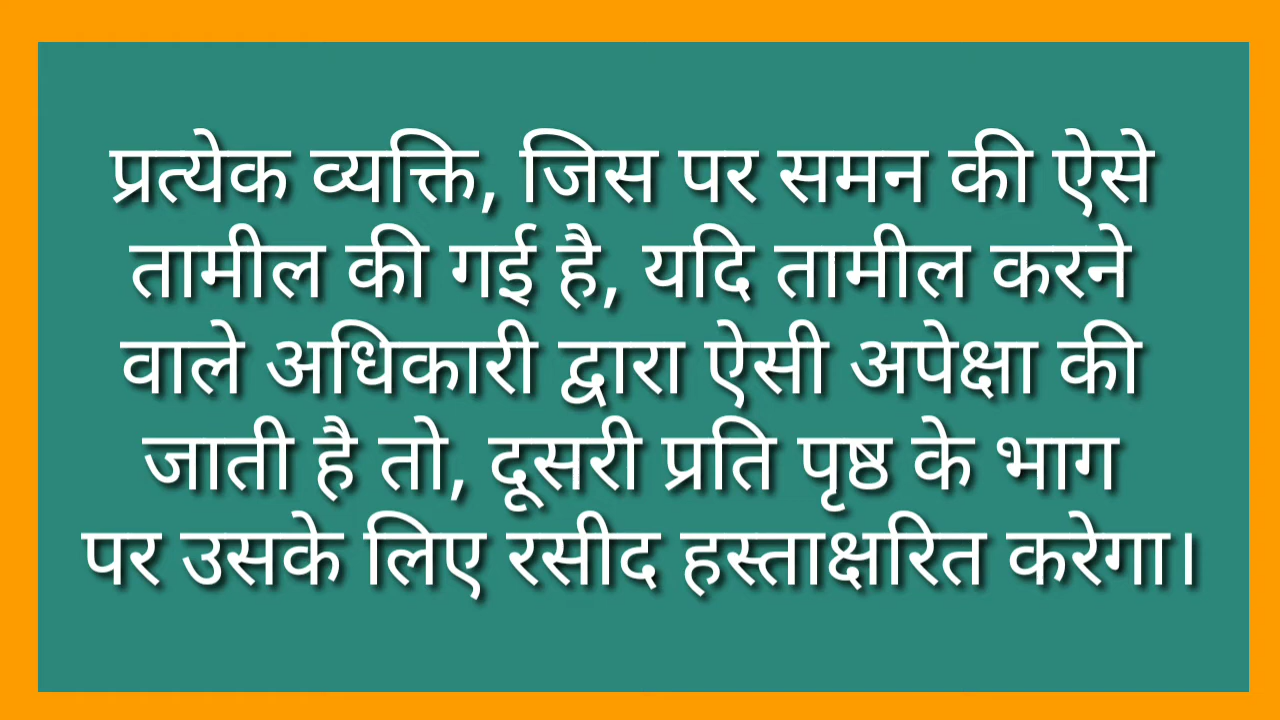 प्रत्येक व्यक्ति, जिस पर समन की ऐसे
तामील की गई है, यदि तामील करने
वाले अधिकारी द्वारा ऐसी अपेक्षा की
जाती है तो, दूसरी प्रति पृष्ठ के भाग
पर उसके लिए रसीद हस्ताक्षरित करेगा।